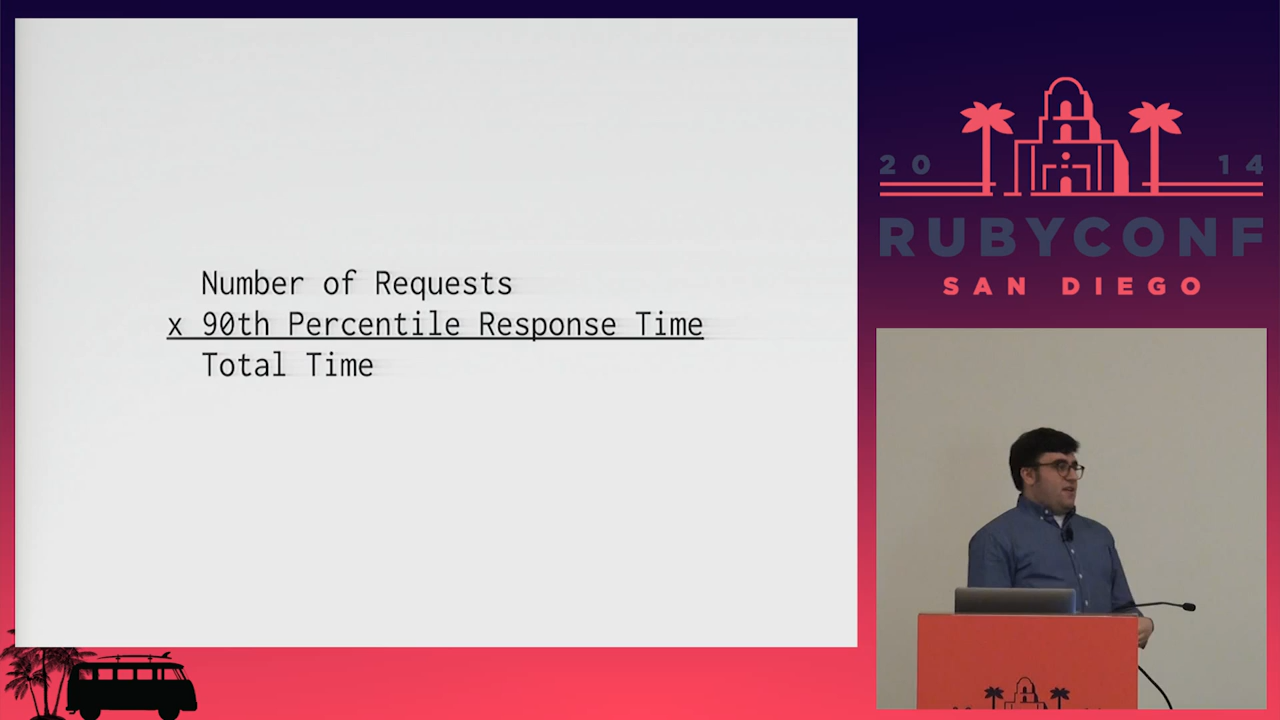 Number of Requests
x 90th Percentile Response Time
Total Time
20 14
RUBYCONF
SAN DIEGO